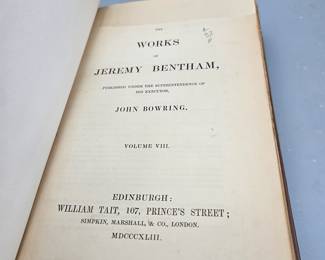 THE
WORKS
OF
JEREMY BENTHAM,
PUBLISHED UNDER THE SUPERINTENDENCE OF
HIS EXECUTOR,
JOHN BOWRING.
VOLUME VIII.
EDINBURGH:
WILLIAM TAIT, 107, PRINCE'S STREET;
SIMPKIN, MARSHALL, & CO., LONDON.
MDCCCXLIII.